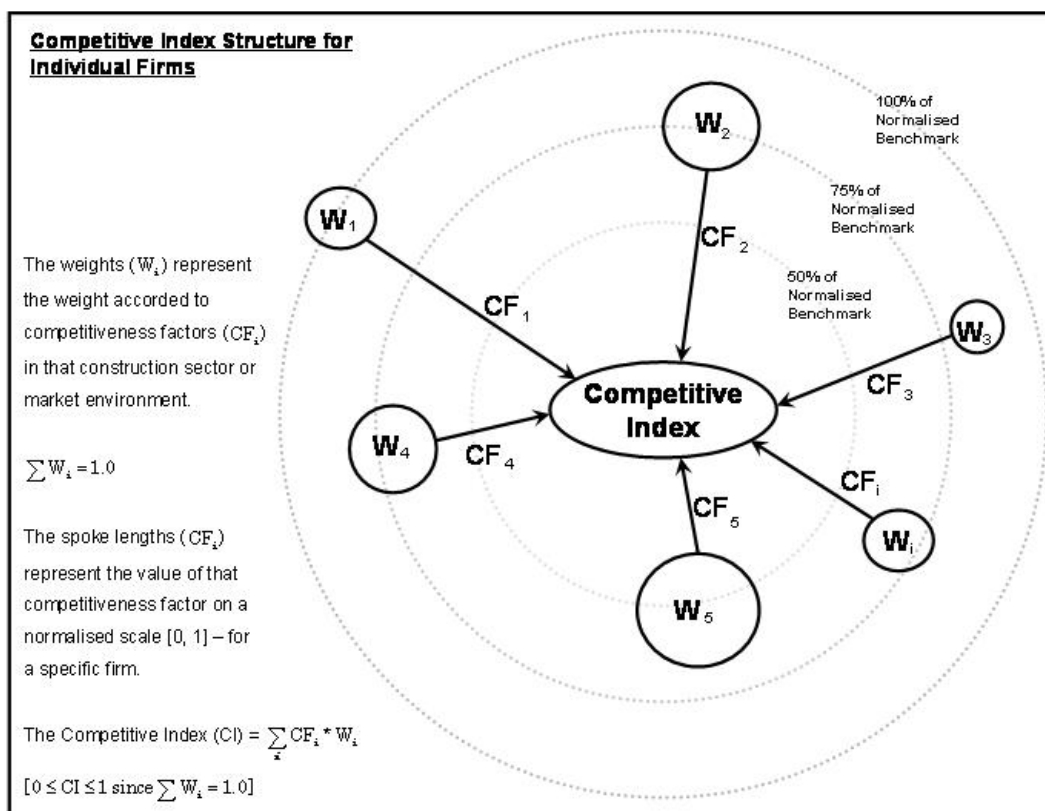 Competitive Index Structure for
Individual Firms
100% of
Normalised
Benchmark
W₂
75% of
Normalised
Benchmark
W₁
CF₂
50% of
Normalised
Benchmark
The weights (Wᵢ) represent
the weight accorded to
competitiveness factors (CFᵢ)
in that construction sector or
market environment.
CF₁
W₃
CF₃
Competitive
Index
W₄
CF₄
∑ Wᵢ = 1.0
CFᵢ
CF₅
Wᵢ
W₅
The spoke lengths (CFᵢ)
represent the value of that
competitiveness factor on a
normalised scale [0, 1] – for
a specific firm.
The Competitive Index (CI) = ∑ᵢ CFᵢ * Wᵢ
[0 ≤ CI ≤ 1 since ∑ Wᵢ = 1.0]